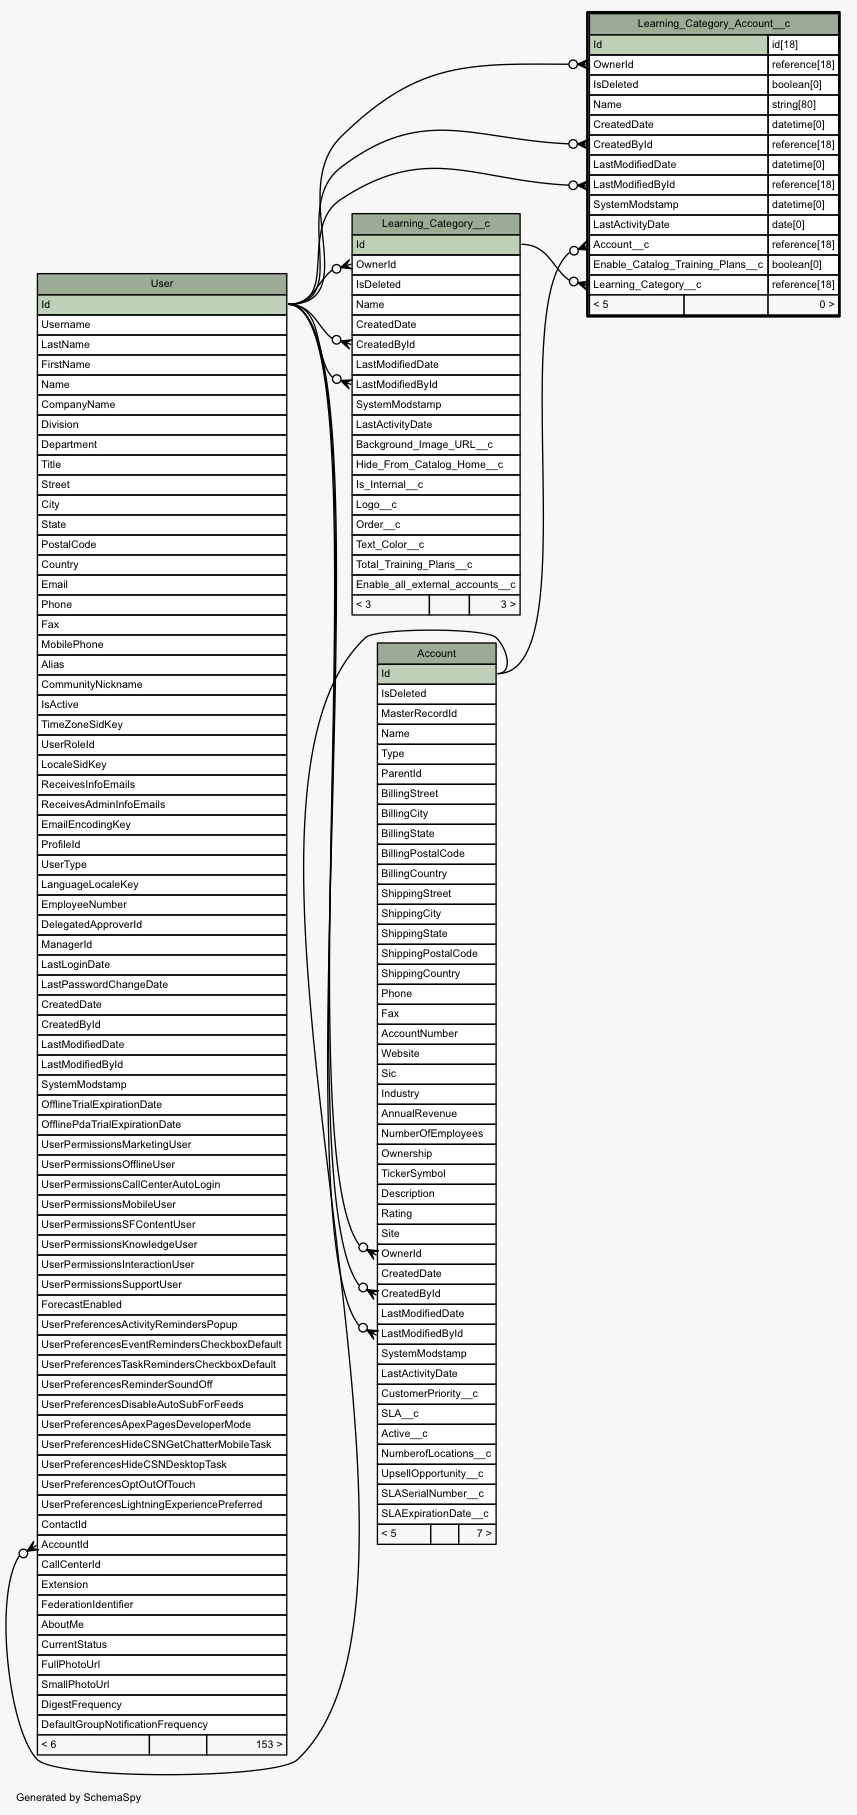 Learning_Category_Account__c
Id id[18]
OwnerId reference[18]
IsDeleted boolean[0]
Name string[80]
CreatedDate datetime[0]
CreatedById reference[18]
LastModifiedDate datetime[0]
LastModifiedById reference[18]
SystemModstamp datetime[0]
LastActivityDate date[0]
Account__c reference[18]
Enable_Catalog_Training_Plans__c boolean[0]
Learning_Category__c reference[18]
< 5 0 >
Learning_Category__c
Id
OwnerId
IsDeleted
Name
CreatedDate
CreatedById
LastModifiedDate
LastModifiedById
SystemModstamp
LastActivityDate
Background_Image_URL__c
Hide_From_Catalog_Home__c
Is_Internal__c
Logo__c
Order__c
Text_Color__c
Total_Training_Plans__c
Enable_all_external_accounts__c
< 3 3 >
User
Id
Username
LastName
FirstName
Name
CompanyName
Division
Department
Title
Street
City
State
PostalCode
Country
Email
Phone
Fax
MobilePhone
Alias
CommunityNickname
IsActive
TimeZoneSidKey
UserRoleId
LocaleSidKey
ReceivesInfoEmails
ReceivesAdminInfoEmails
EmailEncodingKey
ProfileId
UserType
LanguageLocaleKey
EmployeeNumber
DelegatedApproverId
ManagerId
LastLoginDate
LastPasswordChangeDate
CreatedDate
CreatedById
LastModifiedDate
LastModifiedById
SystemModstamp
OfflineTrialExpirationDate
OfflinePdaTrialExpirationDate
UserPermissionsMarketingUser
UserPermissionsOfflineUser
UserPermissionsCallCenterAutoLogin
UserPermissionsMobileUser
UserPermissionsSFContentUser
UserPermissionsKnowledgeUser
UserPermissionsInteractionUser
UserPermissionsSupportUser
ForecastEnabled
UserPreferencesActivityRemindersPopup
UserPreferencesEventRemindersCheckboxDefault
UserPreferencesTaskRemindersCheckboxDefault
UserPreferencesReminderSoundOff
UserPreferencesDisableAutoSubForFeeds
UserPreferencesApexPagesDeveloperMode
UserPreferencesHideCSNGetChatterMobileTask
UserPreferencesHideCSNDesktopTask
UserPreferencesOptOutOfTouch
UserPreferencesLightningExperiencePreferred
ContactId
AccountId
CallCenterId
Extension
FederationIdentifier
AboutMe
CurrentStatus
FullPhotoUrl
SmallPhotoUrl
DigestFrequency
DefaultGroupNotificationFrequency
< 6 153 >
Account
Id
IsDeleted
MasterRecordId
Name
Type
ParentId
BillingStreet
BillingCity
BillingState
BillingPostalCode
BillingCountry
ShippingStreet
ShippingCity
ShippingState
ShippingPostalCode
ShippingCountry
Phone
Fax
AccountNumber
Website
Sic
Industry
AnnualRevenue
NumberOfEmployees
Ownership
TickerSymbol
Description
Rating
Site
OwnerId
CreatedDate
CreatedById
LastModifiedDate
LastModifiedById
SystemModstamp
LastActivityDate
CustomerPriority__c
SLA__c
Active__c
NumberofLocations__c
UpsellOpportunity__c
SLASerialNumber__c
SLAExpirationDate__c
< 5 7 >
Generated by SchemaSpy